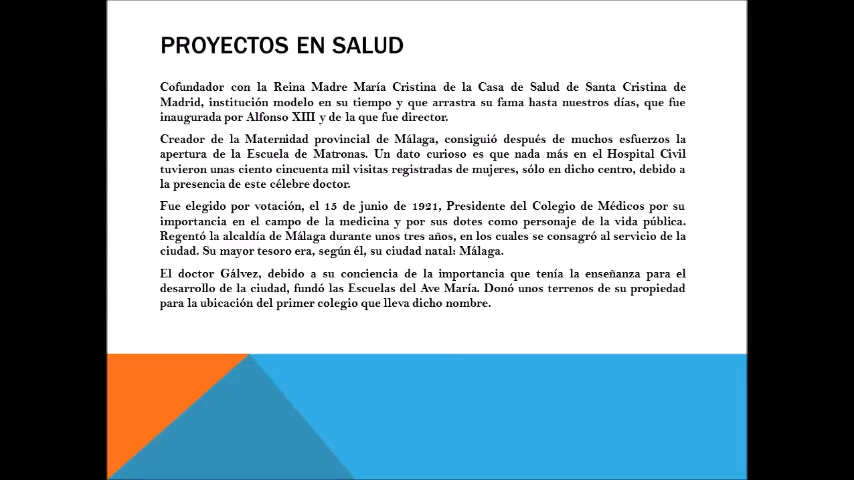 PROYECTOS EN SALUD
Cofundador con la Reina Madre María Cristina de la Casa de Salud de Santa Cristina de
Madrid, institución modelo en su tiempo y que arrastra su fama hasta nuestros días, que fue
inaugurada por Alfonso XIII y de la que fue director.
Creador de la Maternidad provincial de Málaga, consiguió después de muchos esfuerzos la
apertura de la Escuela de Matronas. Un dato curioso es que nada más en el Hospital Civil
tuvieron unas ciento cincuenta mil visitas registradas de mujeres, sólo en dicho centro, debido a
la presencia de este célebre doctor.
Fue elegido por votación, el 15 de junio de 1921, Presidente del Colegio de Médicos por su
importancia en el campo de la medicina y por sus dotes como personaje de la vida pública.
Regentó la alcaldía de Málaga durante unos tres años, en los cuales se consagró al servicio de la
ciudad. Su mayor tesoro era, según él, su ciudad natal: Málaga.
El doctor Gálvez, debido a su conciencia de la importancia que tenía la enseñanza para el
desarrollo de la ciudad, fundó las Escuelas del Ave María. Donó unos terrenos de su propiedad
para la ubicación del primer colegio que lleva dicho nombre.